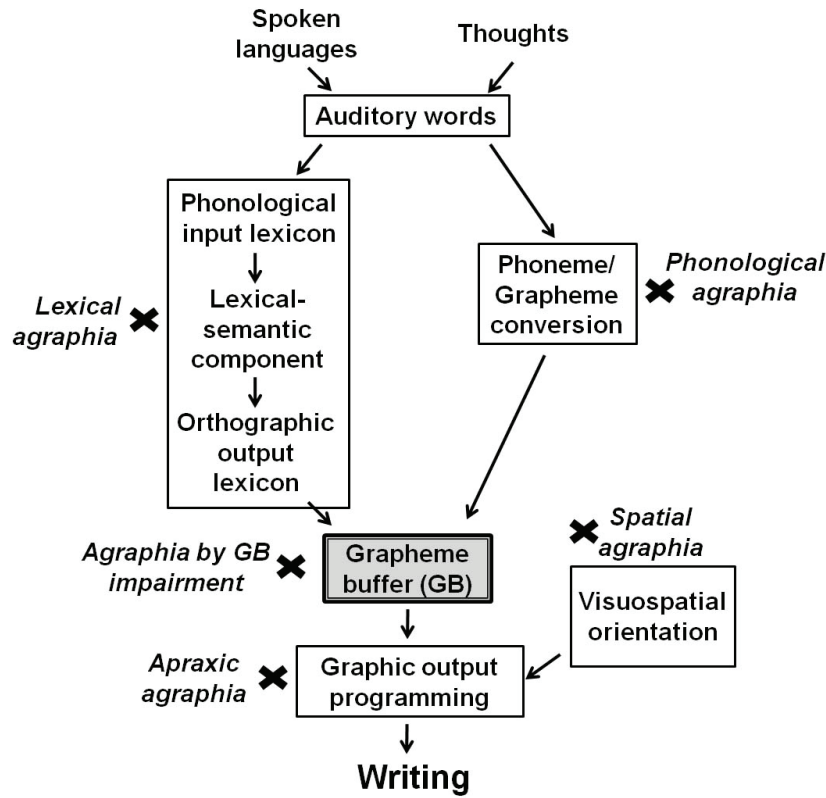 Spoken
languages
Thoughts
Auditory words
Phonological
input lexicon
Lexical-
semantic
component
Orthographic
output
lexicon
Lexical
agraphia
Phoneme/
Grapheme
conversion
Phonological
agraphia
Agraphia by GB
impairment
Grapheme
buffer (GB)
Spatial
agraphia
Visuospatial
orientation
Apraxic
agraphia
Graphic output
programming
Writing